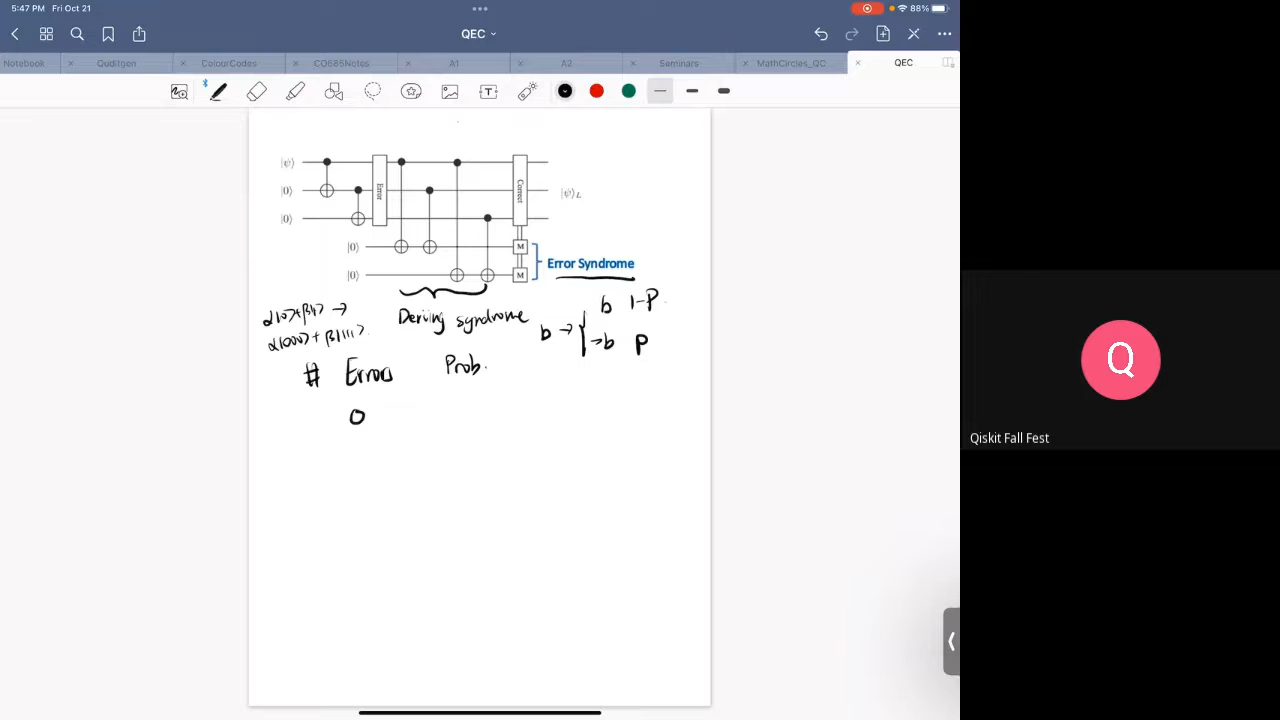 5:47 PM Fri Oct 21
88%
QEC
Notebook
Quditgen
ColourCodes
CO685Notes
A1
A2
Seminars
MathCircles_QC
QEC
|ψ⟩
|0⟩
|0⟩
Error
Correct
|ψ⟩L
|0⟩
M
|0⟩
M
Error Syndrome
α|0⟩+β|1⟩ →
α|000⟩+β|111⟩
Deriving syndrome
b → { b 1-P
¬b P
# Errors Prob.
0
Q
Qiskit Fall Fest